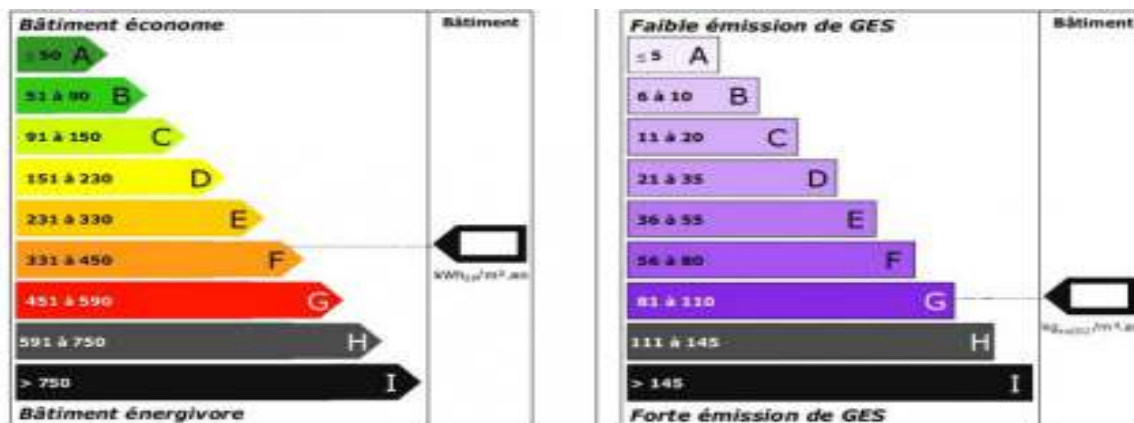 Bâtiment économe
Bâtiment
≤ 50 A
51 à 90 B
91 à 150 C
151 à 230 D
231 à 330 E
331 à 450 F
451 à 590 G
591 à 750 H
> 750 I
Bâtiment énergivore
Faible émission de GES
Bâtiment
≤ 5 A
6 à 10 B
11 à 20 C
21 à 35 D
36 à 55 E
56 à 80 F
81 à 110 G
111 à 145 H
> 145 I
Forte émission de GES